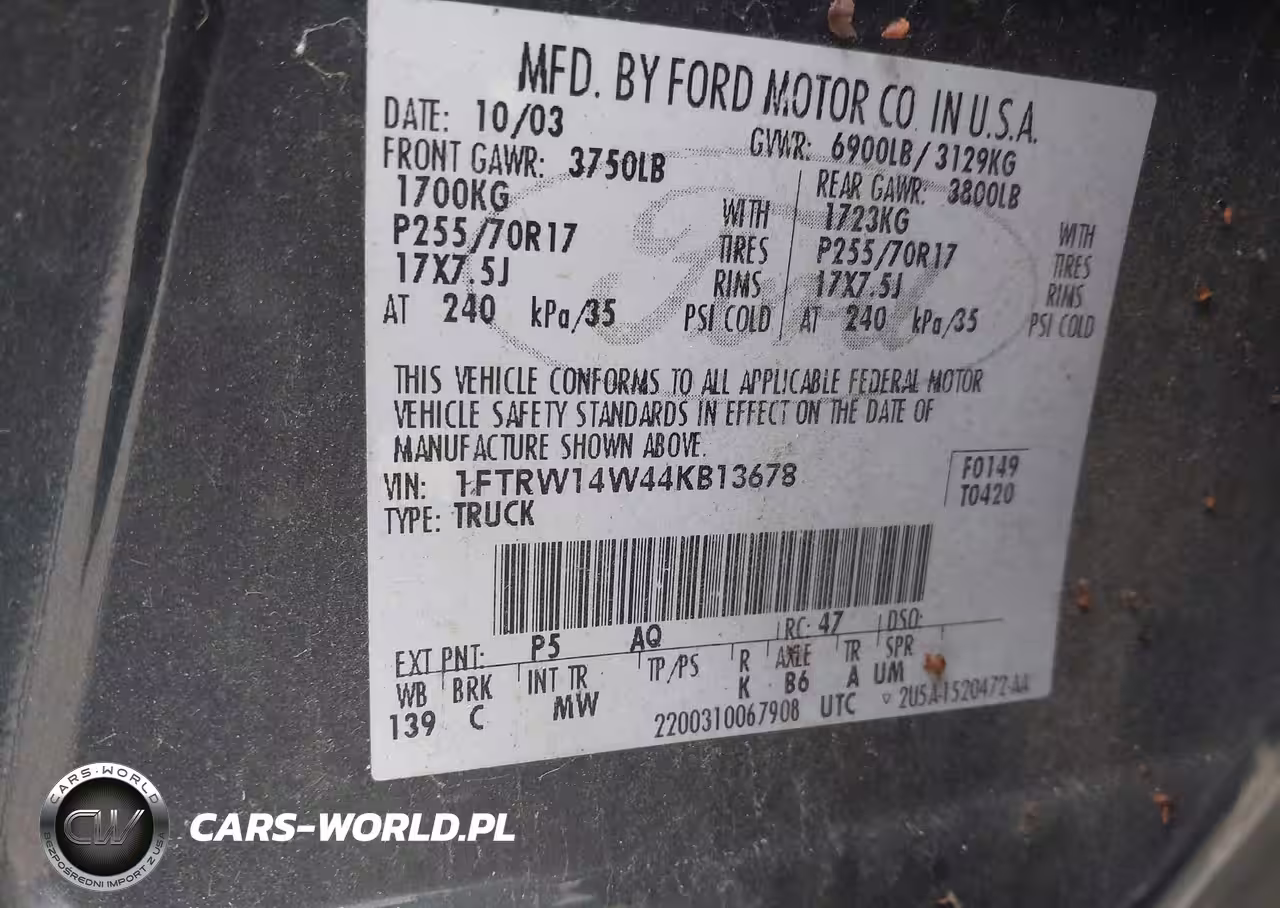 MFD. BY FORD MOTOR CO. IN U.S.A.
DATE: 10/03 GVWR: 6900LB/ 3129KG
FRONT GAWR: 3750LB REAR GAWR: 3800LB
1700KG WITH 1723KG WITH
P255/70R17 TIRES P255/70R17 TIRES
17X7.5J RIMS 17X7.5J RIMS
AT 240 kPa/35 PSI COLD AT 240 kPa/35 PSI COLD
Ford
THIS VEHICLE CONFORMS TO ALL APPLICABLE FEDERAL MOTOR
VEHICLE SAFETY STANDARDS IN EFFECT ON THE DATE OF
MANUFACTURE SHOWN ABOVE.
VIN: 1FTRW14W44KB13678 F0149
TYPE: TRUCK T0420
EXT PNT: P5 AQ RC: 47 DSO:
WB BRK INT TR TP/PS R AXLE TR SPR
139 C MW K B6 A UM
2200310067908 UTC ▽ 2U5A-1520472-AA
CARS-WORLD
CW
BEZPOŚREDNI IMPORT Z USA
CARS-WORLD.PL